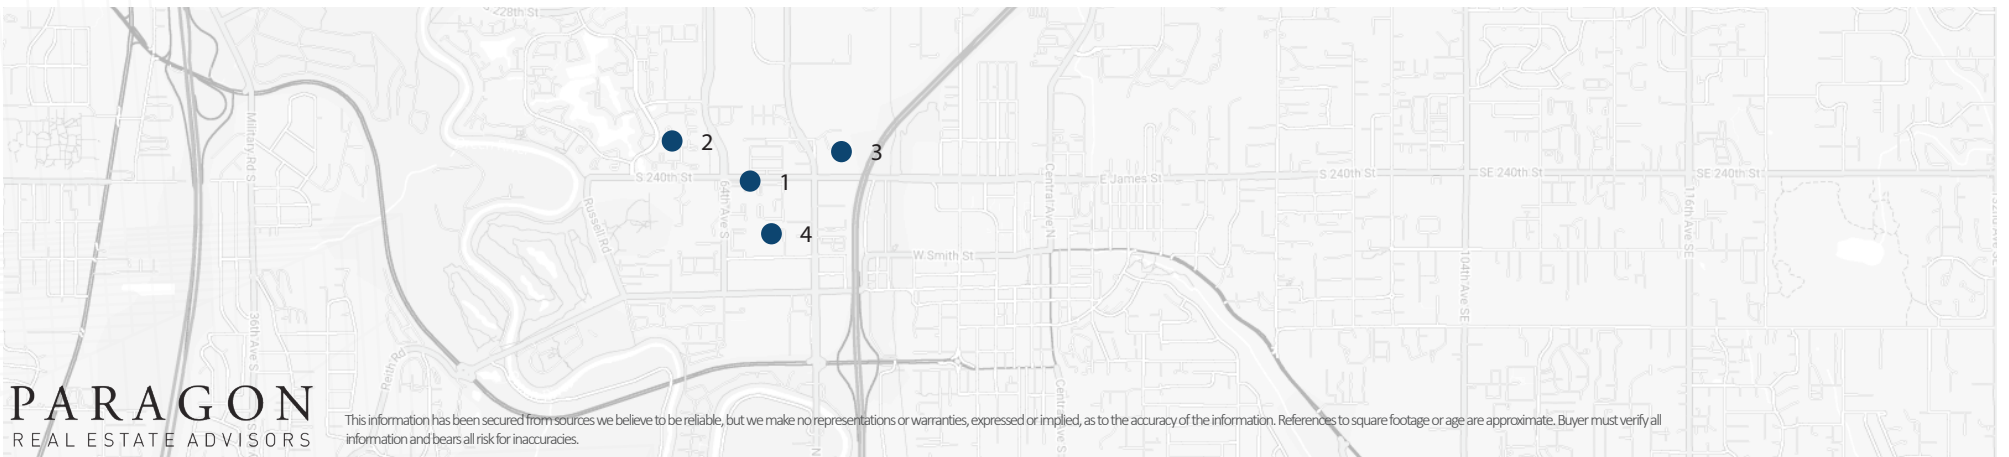 S 228th St
Military Rd S
2
3
1
4
S 240th St
64th Ave S
Russell Rd
Central Ave N
E James St
S 240th St
SE 240th St
SE 240th St
116th Ave SE
104th Ave SE
W Smith St
36th Ave S
Reith Rd
Central Ave S
N
PARAGON
REAL ESTATE ADVISORS
This information has been secured from sources we believe to be reliable, but we make no representations or warranties, expressed or implied, as to the accuracy of the information. References to square footage or age are approximate. Buyer must verify all
information and bears all risk for inaccuracies.